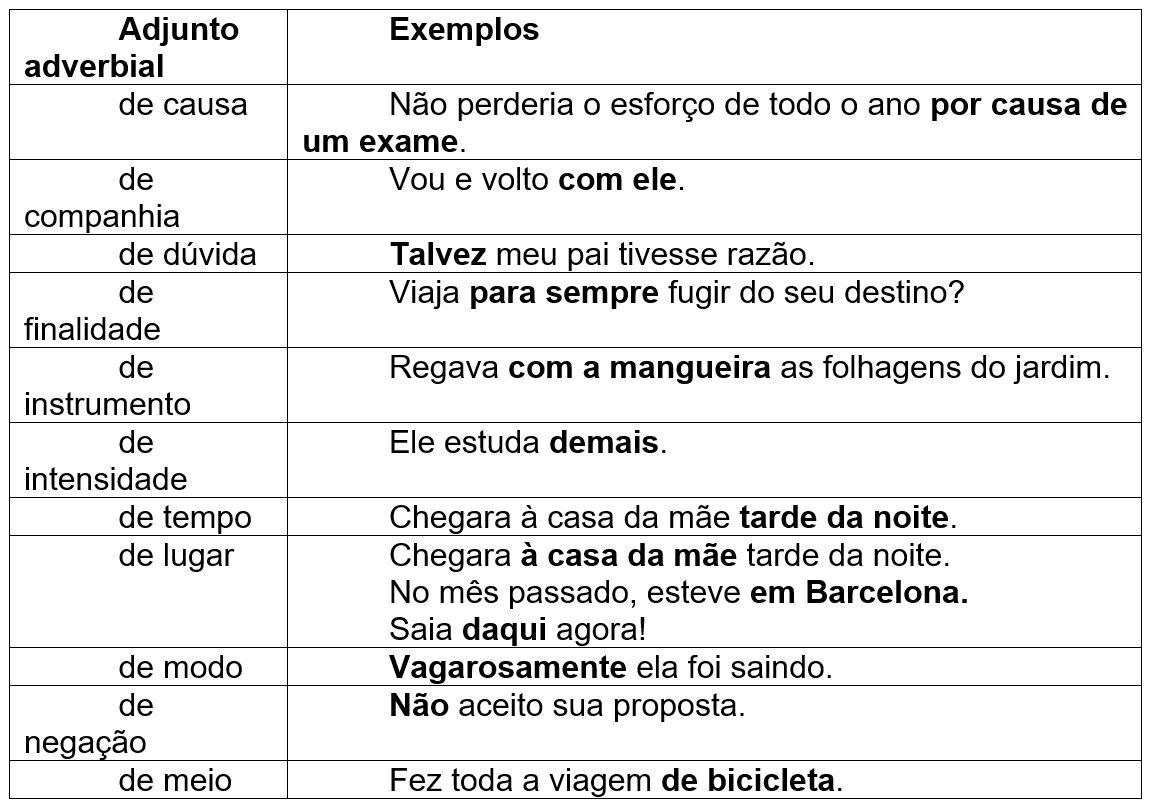 Adjunto adverbial
Exemplos
de causa
Não perderia o esforço de todo o ano por causa de
um exame.
de
companhia
Vou e volto com ele.
de dúvida
Talvez meu pai tivesse razão.
de
finalidade
Viaja para sempre fugir do seu destino?
de
instrumento
Regava com a mangueira as folhagens do jardim.
de
intensidade
Ele estuda demais.
de tempo
Chegara à casa da mãe tarde da noite.
de lugar
Chegara à casa da mãe tarde da noite.
No mês passado, esteve em Barcelona.
Saia daqui agora!
de modo
Vagarosamente ela foi saindo.
de
negação
Não aceito sua proposta.
de meio
Fez toda a viagem de bicicleta.